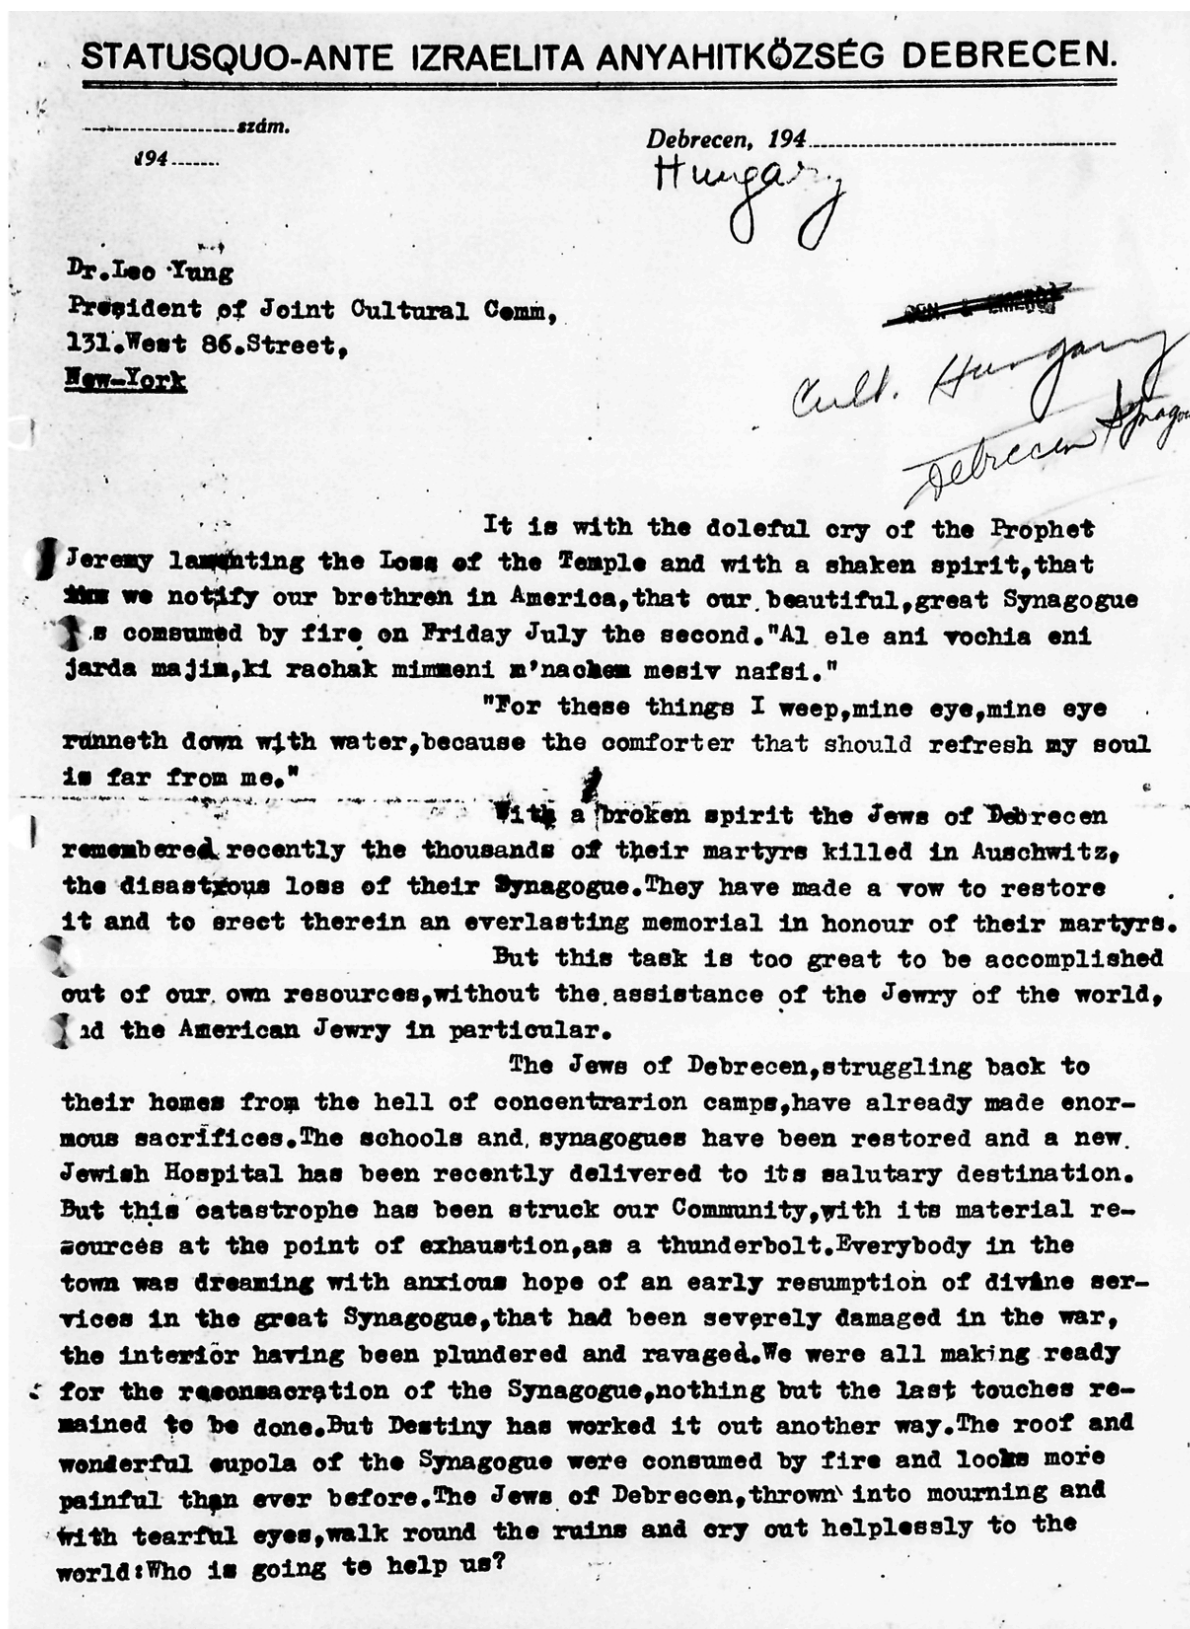 STATUSQUO-ANTE IZRAELITA ANYAHITKÖZSÉG DEBRECEN.
....................szám.
194.......
Debrecen, 194........................................
Hungary
Dr.Leo Yung
President of Joint Cultural Comm,
131.West 86.Street,
New-York
Cult. Hungary
Debrecen Synagou
It is with the doleful cry of the Prophet
Jeremy lamenting the Loss of the Temple and with a shaken spirit,that
we notify our brethren in America,that our beautiful,great Synagogue
s comsumed by fire on Friday July the second."Al ele ani vochia eni
jarda majim,ki rachak mimmeni m'nachem mesiv nafsi."
"For these things I weep,mine eye,mine eye
runneth down with water,because the comforter that should refresh my soul
is far from me."
With a broken spirit the Jews of Debrecen
remembered recently the thousands of their martyrs killed in Auschwitz,
the disastrous loss of their Synagogue.They have made a vow to restore
it and to erect therein an everlasting memorial in honour of their martyrs.
But this task is too great to be accomplished
out of our own resources,without the assistance of the Jewry of the world,
nd the American Jewry in particular.
The Jews of Debrecen,struggling back to
their homes from the hell of concentrarion camps,have already made enor-
mous sacrifices.The schools and synagogues have been restored and a new
Jewish Hospital has been recently delivered to its salutary destination.
But this catastrophe has been struck our Community,with its material re-
sources at the point of exhaustion,as a thunderbolt.Everybody in the
town was dreaming with anxious hope of an early resumption of divine ser-
vices in the great Synagogue,that had been severely damaged in the war,
the interior having been plundered and ravaged.We were all making ready
for the reconsacration of the Synagogue,nothing but the last touches re-
mained to be done.But Destiny has worked it out another way.The roof and
wonderful cupola of the Synagogue were consumed by fire and looks more
painful than ever before.The Jews of Debrecen,thrown into mourning and
with tearful eyes,walk round the ruins and cry out helplessly to the
world:Who is going to help us?